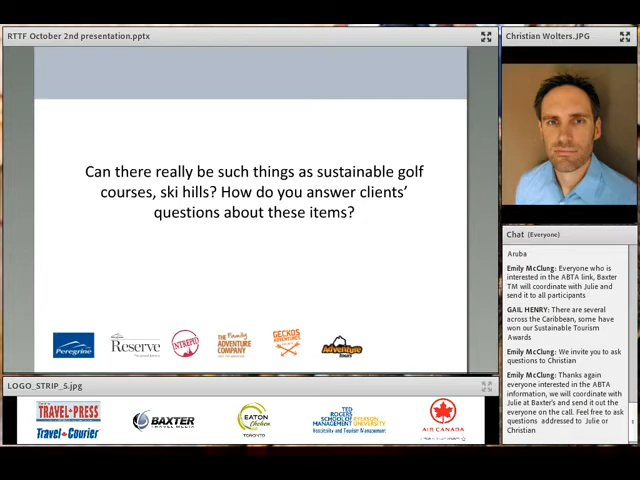 RTTF October 2nd presentation.pptx
Can there really be such things as sustainable golf
courses, ski hills? How do you answer clients'
questions about these items?
Peregrine
Reserve
INTREPID
The Family
ADVENTURE
COMPANY
GECKOS
ADVENTURES
Adventure
tours
LOGO_STRIP_5.jpg
TRAVEL PRESS
Travel Courier
BAXTER
TRAVEL MEDIA
EATON
Chelsea
TORONTO
TED
ROGERS
SCHOOL OF
MANAGEMENT
RYERSON
UNIVERSITY
Hospitality and Tourism Management
AIR CANADA
Christian Wolters.JPG
Chat (Everyone)
Aruba
Emily McClung: Everyone who is
interested in the ABTA link, Baxter
TM will coordinate with Julie and
send it to all participants
GAIL HENRY: There are several
across the Caribbean, some have
won our Sustainable Tourism
Awards
Emily McClung: We invite you to ask
questions to Christian
Emily McClung: Thanks again
everyone interested in the ABTA
information, we will coordinate with
Julie at Baxter's and send it out the
everyone on the call. Feel free to ask
questions addressed to Julie or
Christian